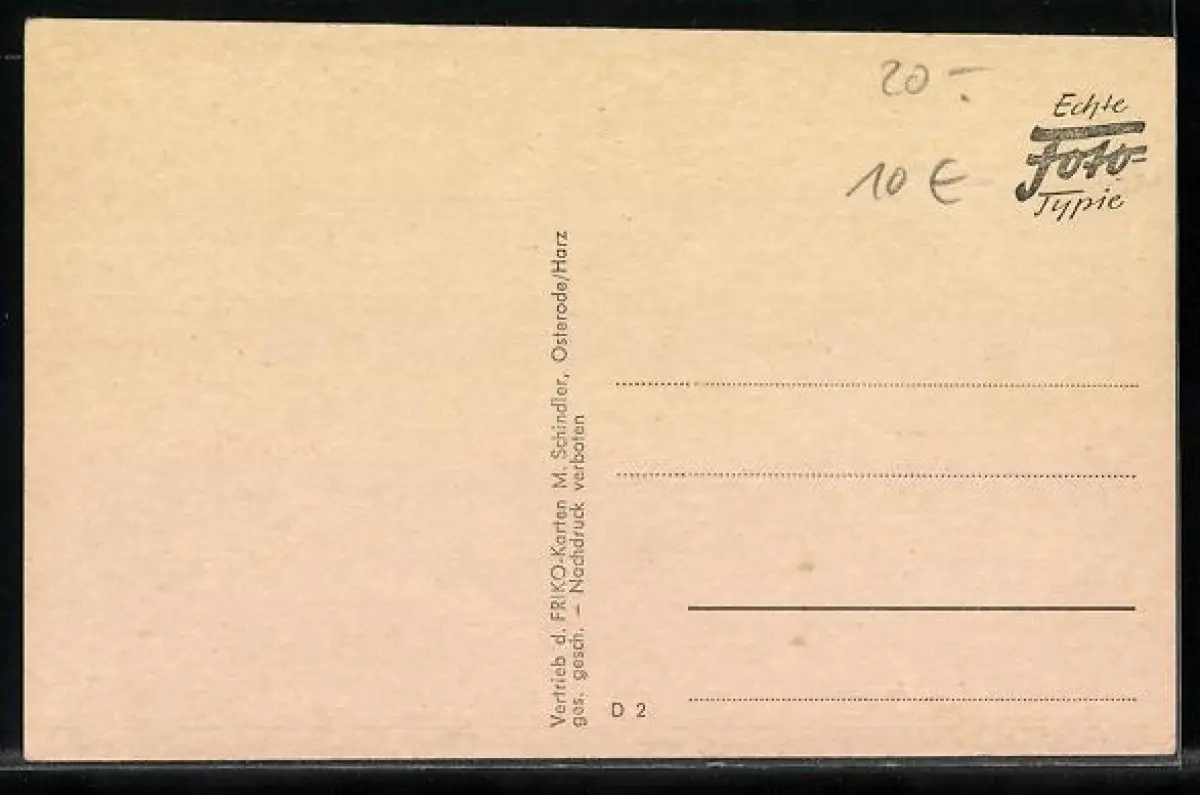 20.-
10 €
Echte
Foto-
Typie
Vertrieb d. FRIKO-Karten M. Schindler, Osterode/Harz
ges. gesch. – Nachdruck verboten
D 2